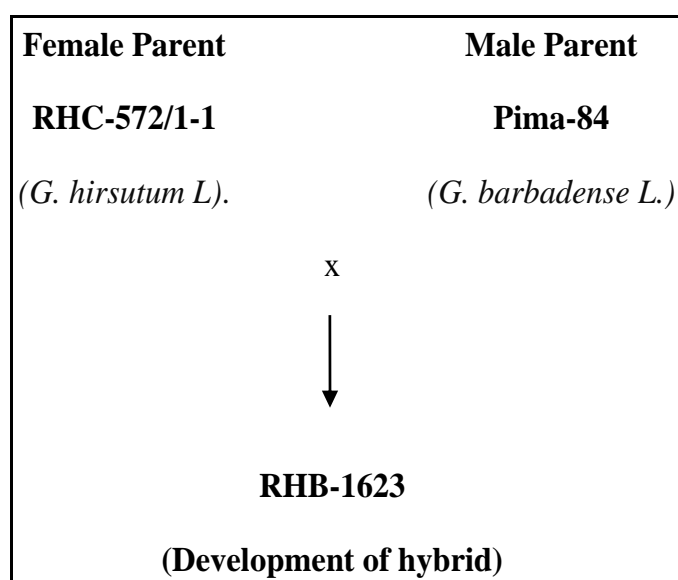 Female Parent Male Parent
RHC-572/1-1 Pima-84
(G. hirsutum L). (G. barbadense L.)
x
RHB-1623
(Development of hybrid)